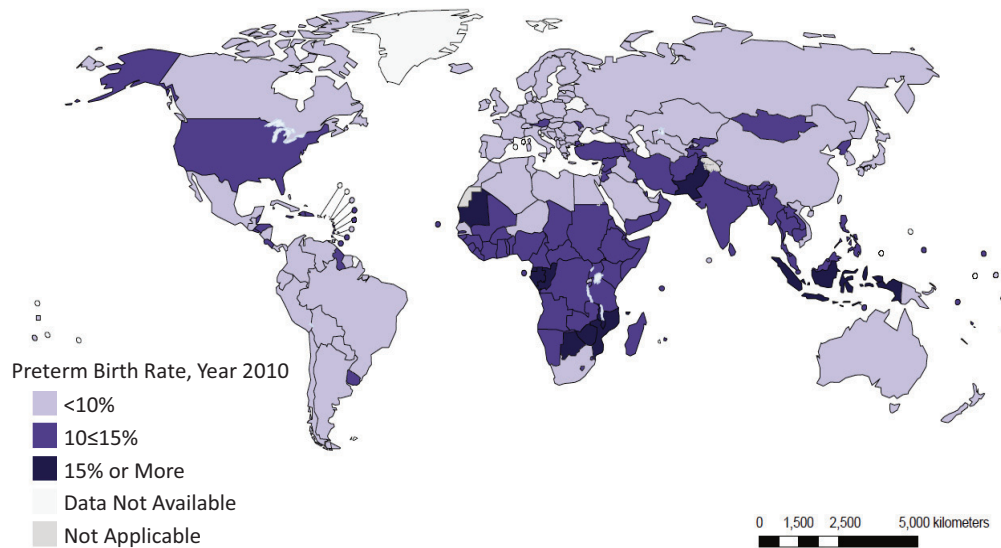 Preterm Birth Rate, Year 2010
<10%
10≤15%
15% or More
Data Not Available
Not Applicable
0 1,500 2,500 5,000 kilometers